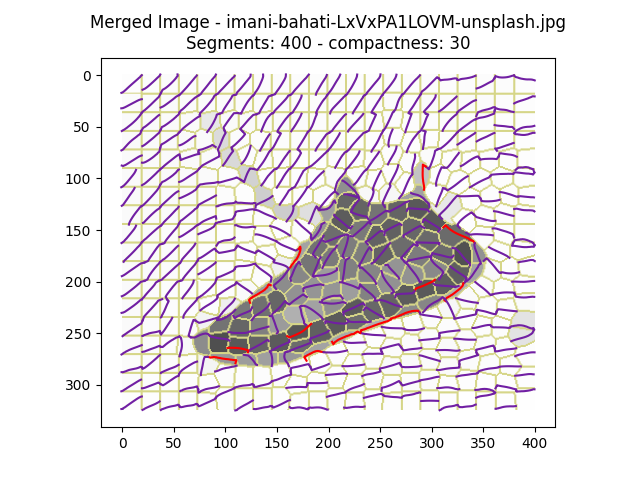 Merged Image - imani-bahati-LxVxPA1LOVM-unsplash.jpg
Segments: 400 - compactness: 30
0
50
100
150
200
250
300
0 50 100 150 200 250 300 350 400